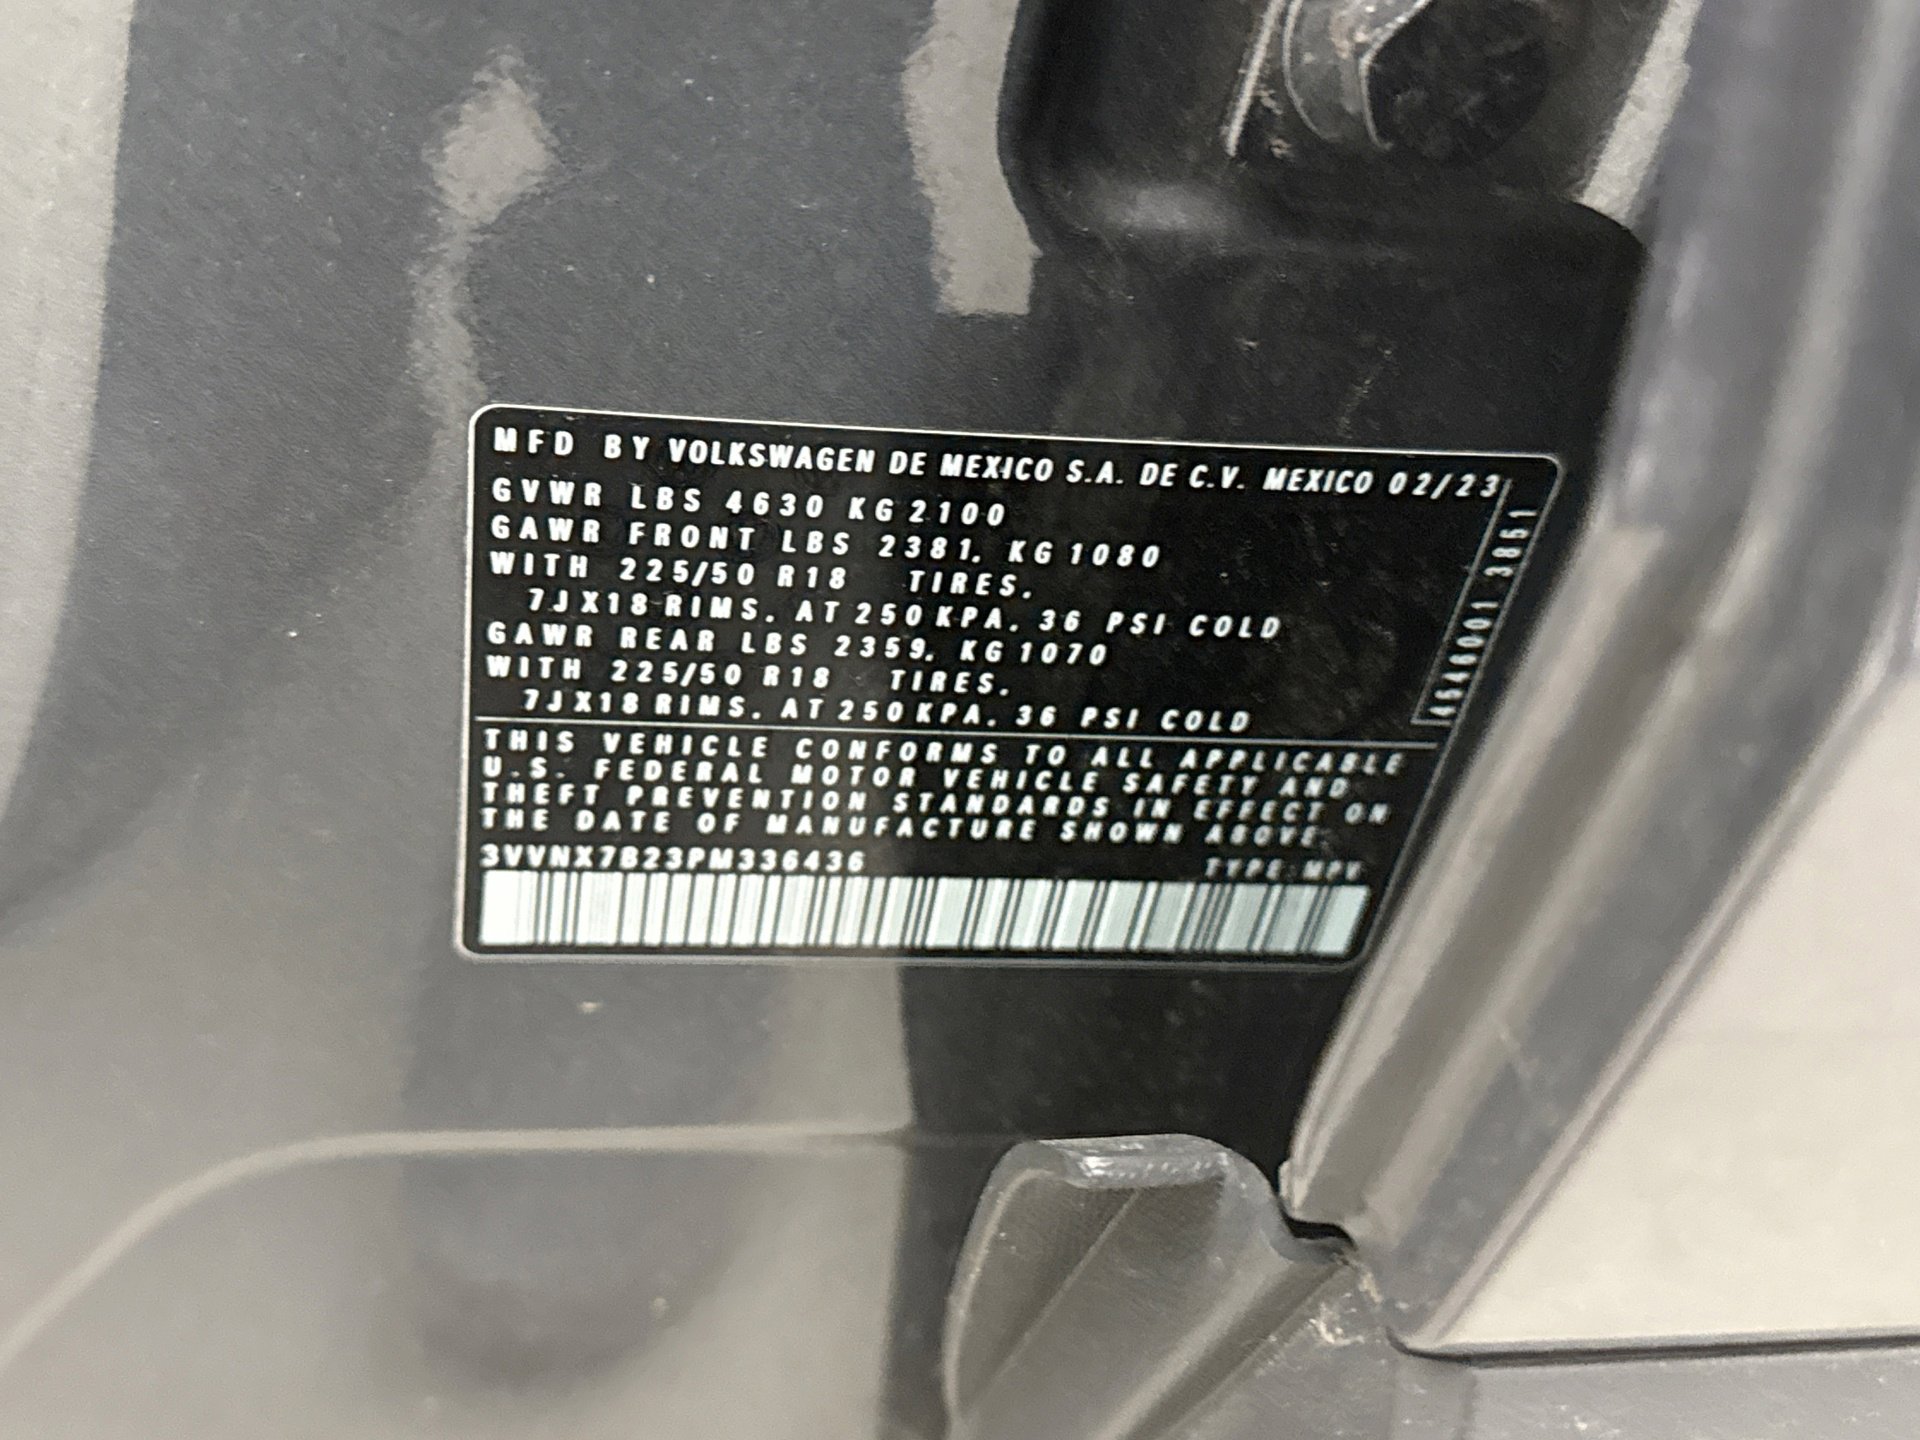 MFD BY VOLKSWAGEN DE MEXICO S.A. DE C.V. MEXICO 02/23
GVWR LBS 4630 KG 2100
GAWR FRONT LBS 2381. KG 1080
WITH 225/50 R18 TIRES.
7JX18 RIMS. AT 250 KPA. 36 PSI COLD
GAWR REAR LBS 2359. KG 1070
WITH 225/50 R18 TIRES.
7JX18 RIMS. AT 250 KPA. 36 PSI COLD
THIS VEHICLE CONFORMS TO ALL APPLICABLE
U.S. FEDERAL MOTOR VEHICLE SAFETY AND
THEFT PREVENTION STANDARDS IN EFFECT ON
THE DATE OF MANUFACTURE SHOWN ABOVE.
3VVNX7B23PM336436 TYPE: MPV
4546001 3851